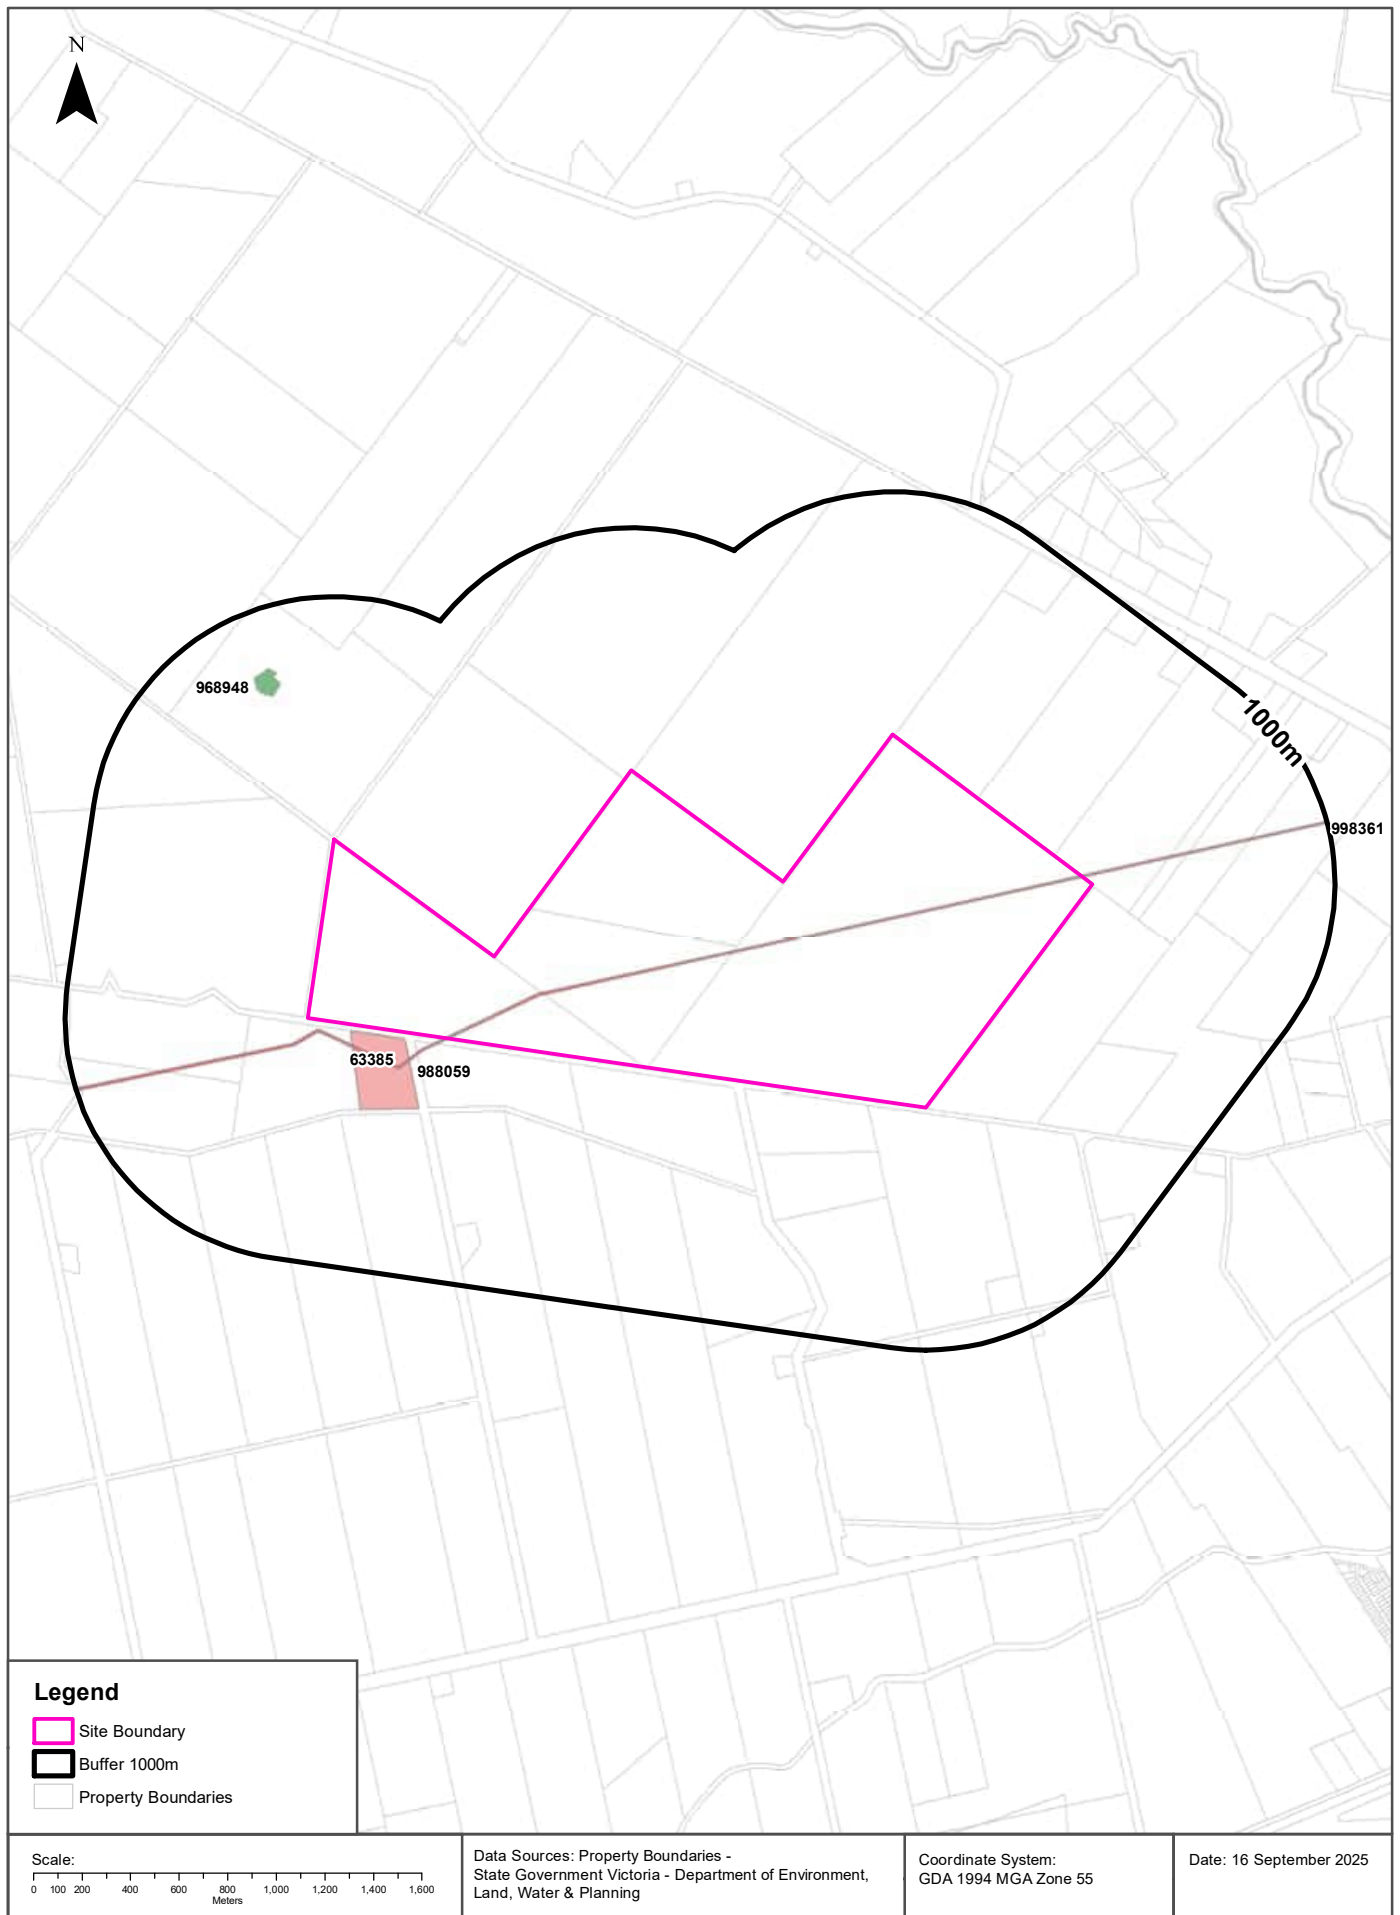 N
968948
1000m
998361
63385
988059
Legend
Site Boundary
Buffer 1000m
Property Boundaries
Scale:
0 100 200 400 600 800 1,000 1,200 1,400 1,600
Meters
Data Sources: Property Boundaries -
State Government Victoria - Department of Environment,
Land, Water & Planning
Coordinate System:
GDA 1994 MGA Zone 55
Date: 16 September 2025